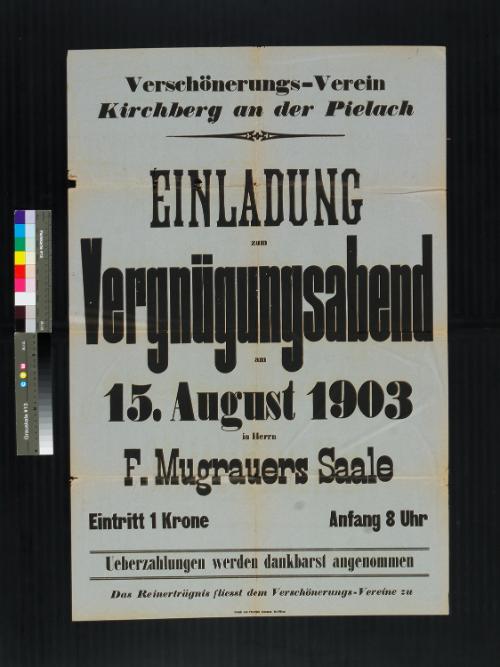 Verschönerungs-Verein
Kirchberg an der Pielach
EINLADUNG
zum
Vergnügungsabend
am
15. August 1903
in Herrn
F. Mugrauers Saale
Eintritt 1 Krone Anfang 8 Uhr
Ueberzahlungen werden dankbarst angenommen
Das Reinerträgnis fliesst dem Verschönerungs-Vereine zu